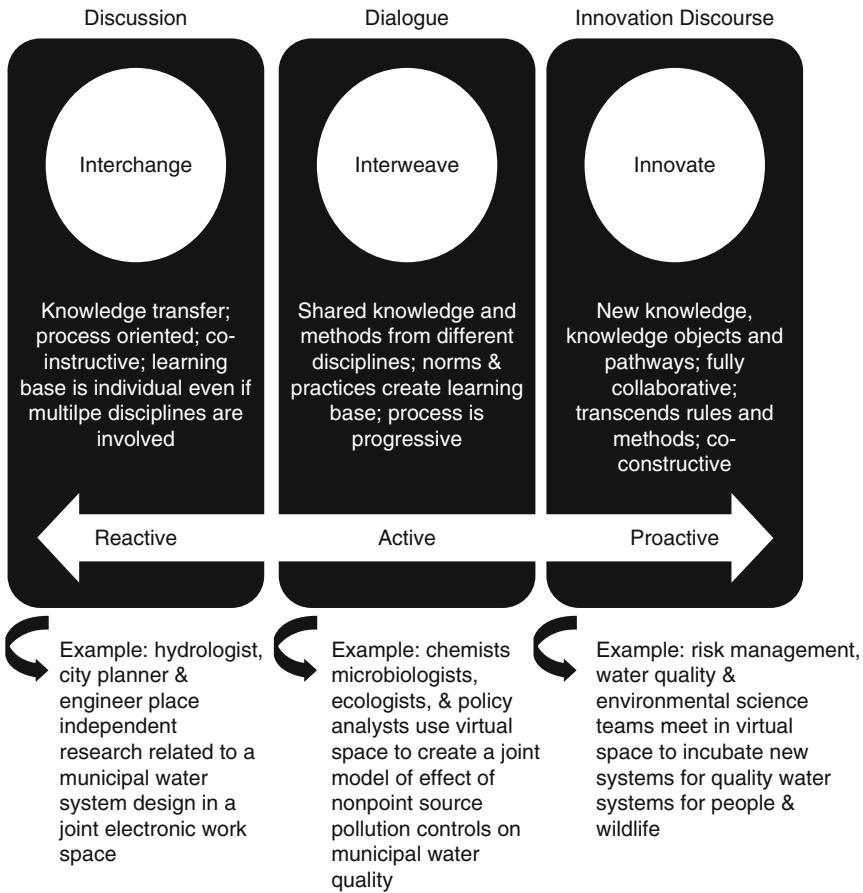 Discussion
Dialogue
Innovation Discourse
Interchange
Interweave
Innovate
Knowledge transfer;
process oriented; co-
instructive; learning
base is individual even if
multilpe disciplines are
involved
Shared knowledge and
methods from different
disciplines; norms &
practices create learning
base; process is
progressive
New knowledge,
knowledge objects and
pathways; fully
collaborative;
transcends rules and
methods; co-
constructive
Reactive
Active
Proactive
Example: hydrologist,
city planner &
engineer place
independent
research related to a
municipal water
system design in a
joint electronic work
space
Example: chemists
microbiologists,
ecologists, & policy
analysts use virtual
space to create a joint
model of effect of
nonpoint source
pollution controls on
municipal water
quality
Example: risk management,
water quality &
environmental science
teams meet in virtual
space to incubate new
systems for quality water
systems for people &
wildlife